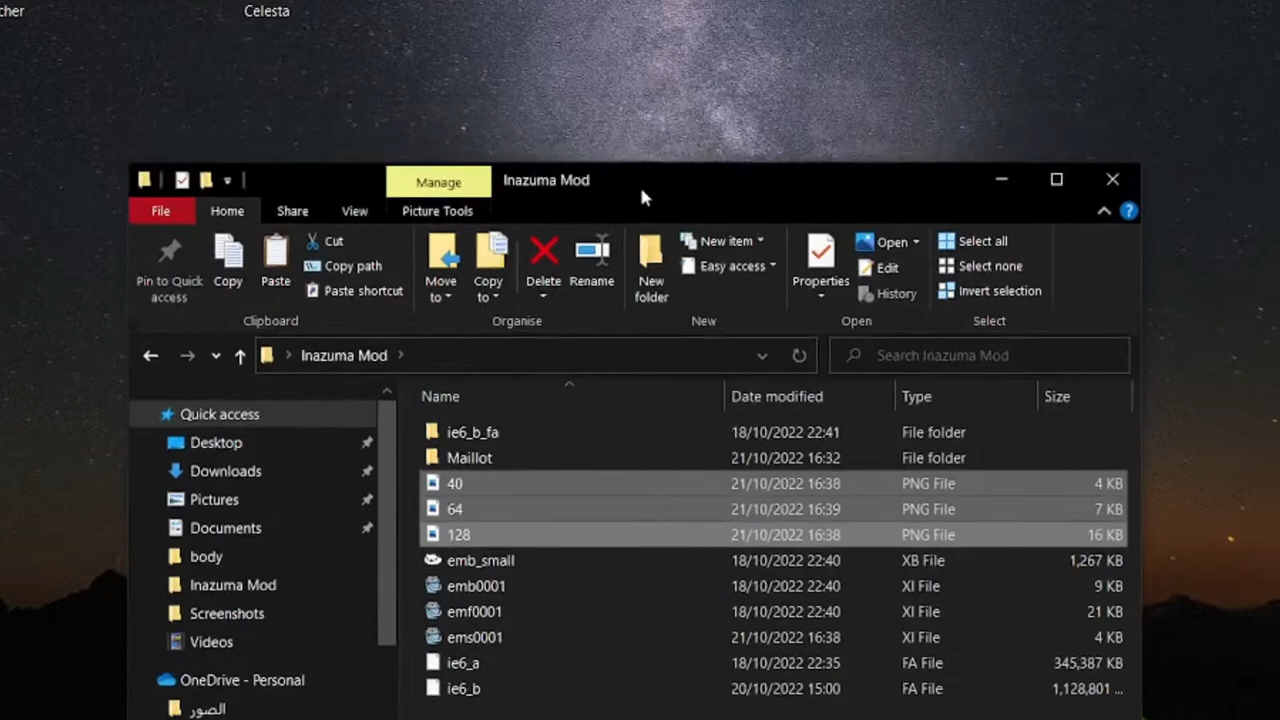 cher
Celesta
Manage
Inazuma Mod
File
Home
Share
View
Picture Tools
Pin to Quick access
Copy
Paste
Cut
Copy path
Paste shortcut
Clipboard
Move to
Copy to
Delete
Rename
Organise
New folder
New item
Easy access
New
Properties
Open
Edit
History
Open
Select all
Select none
Invert selection
Select
Inazuma Mod
Search Inazuma Mod
Quick access
Desktop
Downloads
Pictures
Documents
body
Inazuma Mod
Screenshots
Videos
OneDrive - Personal
الصور
Name Date modified Type Size
ie6_b_fa 18/10/2022 22:41 File folder
Maillot 21/10/2022 16:32 File folder
40 21/10/2022 16:38 PNG File 4 KB
64 21/10/2022 16:39 PNG File 7 KB
128 21/10/2022 16:38 PNG File 16 KB
emb_small 18/10/2022 22:40 XB File 1,267 KB
emb0001 18/10/2022 22:40 XI File 9 KB
emf0001 18/10/2022 22:40 XI File 21 KB
ems0001 21/10/2022 16:38 XI File 4 KB
ie6_a 18/10/2022 22:35 FA File 345,387 KB
ie6_b 20/10/2022 15:00 FA File 1,128,801 ...